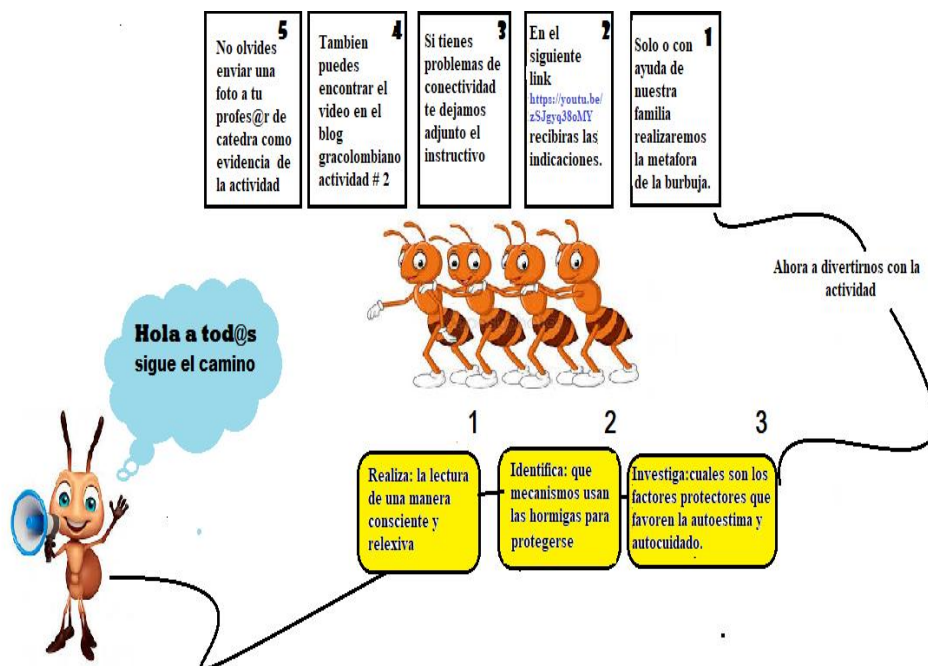 5
No olvides
enviar una
foto a tu
profes@r de
catedra como
evidencia de
la actividad
4
Tambien
puedes
encontrar el
video en el
blog
gracolombiano
actividad # 2
3
Si tienes
problemas de
conectividad
te dejamos
adjunto el
instructivo
2
En el
siguiente
link
https://youtu.be/
zSJgyq38oMY
recibiras las
indicaciones.
1
Solo o con
ayuda de
nuestra
familia
realizaremos
la metafora
de la burbuja.
Ahora a divertirnos con la
actividad
Hola a tod@s
sigue el camino
1
Realiza: la lectura
de una manera
consciente y
relexiva
2
Identifica: que
mecanismos usan
las hormigas para
protegerse
3
Investiga:cuales son los
factores protectores que
favoren la autoestima y
autocuidado.